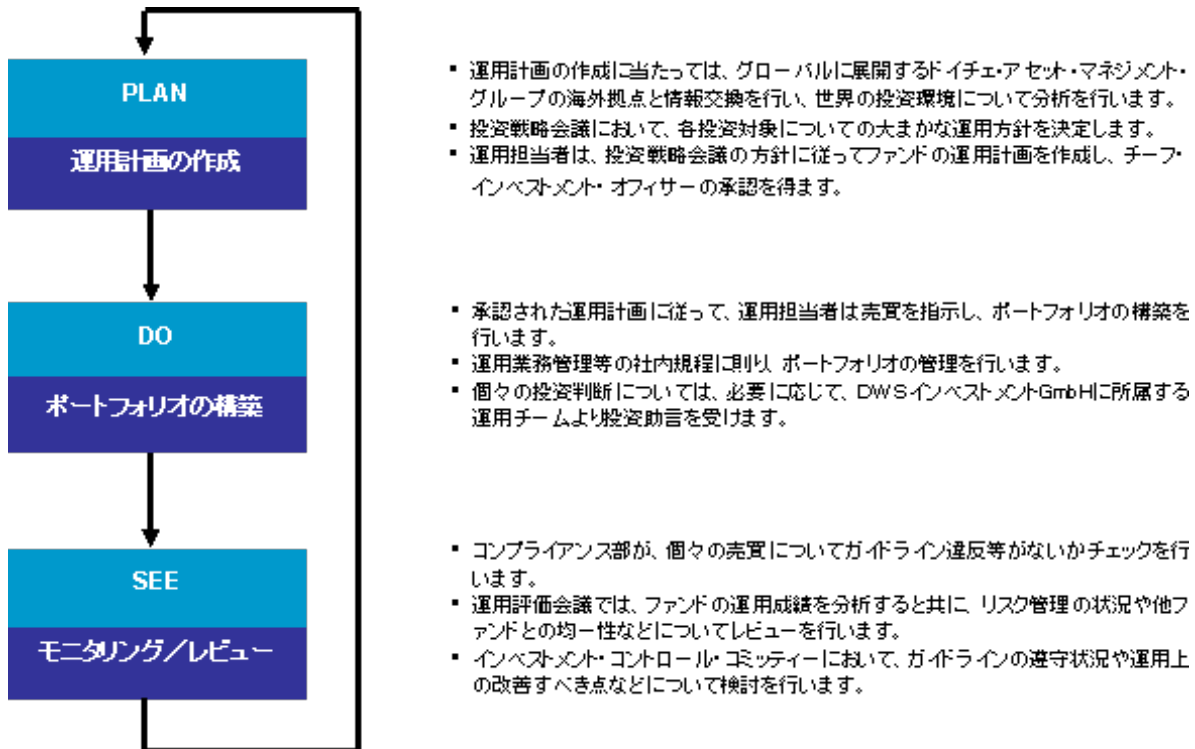 PLAN
運用計画の作成
▪ 運用計画の作成に当たっては、グローバルに展開するドイチェ・アセット・マネジメント・
グループの海外拠点と情報交換を行い、世界の投資環境について分析を行います。
▪ 投資戦略会議において、各投資対象についての大まかな運用方針を決定します。
▪ 運用担当者は、投資戦略会議の方針に従ってファンドの運用計画を作成し、チーフ・
インベストメント・オフィサーの承認を得ます。
DO
ポートフォリオの構築
▪ 承認された運用計画に従って、運用担当者は売買を指示し、ポートフォリオの構築を
行います。
▪ 運用業務管理等の社内規程に則り、ポートフォリオの管理を行います。
▪ 個々の投資判断については、必要に応じて、DWSインベストメントGmbHに所属する
運用チームより投資助言を受けます。
SEE
モニタリング／レビュー
▪ コンプライアンス部が、個々の売買についてガイドライン違反等がないかチェックを行
います。
▪ 運用評価会議では、ファンドの運用成績を分析すると共に、リスク管理の状況や他フ
ァンドとの均一性などについてレビューを行います。
▪ インベストメント・コントロール・コミッティーにおいて、ガイドラインの遵守状況や運用上
の改善すべき点などについて検討を行います。